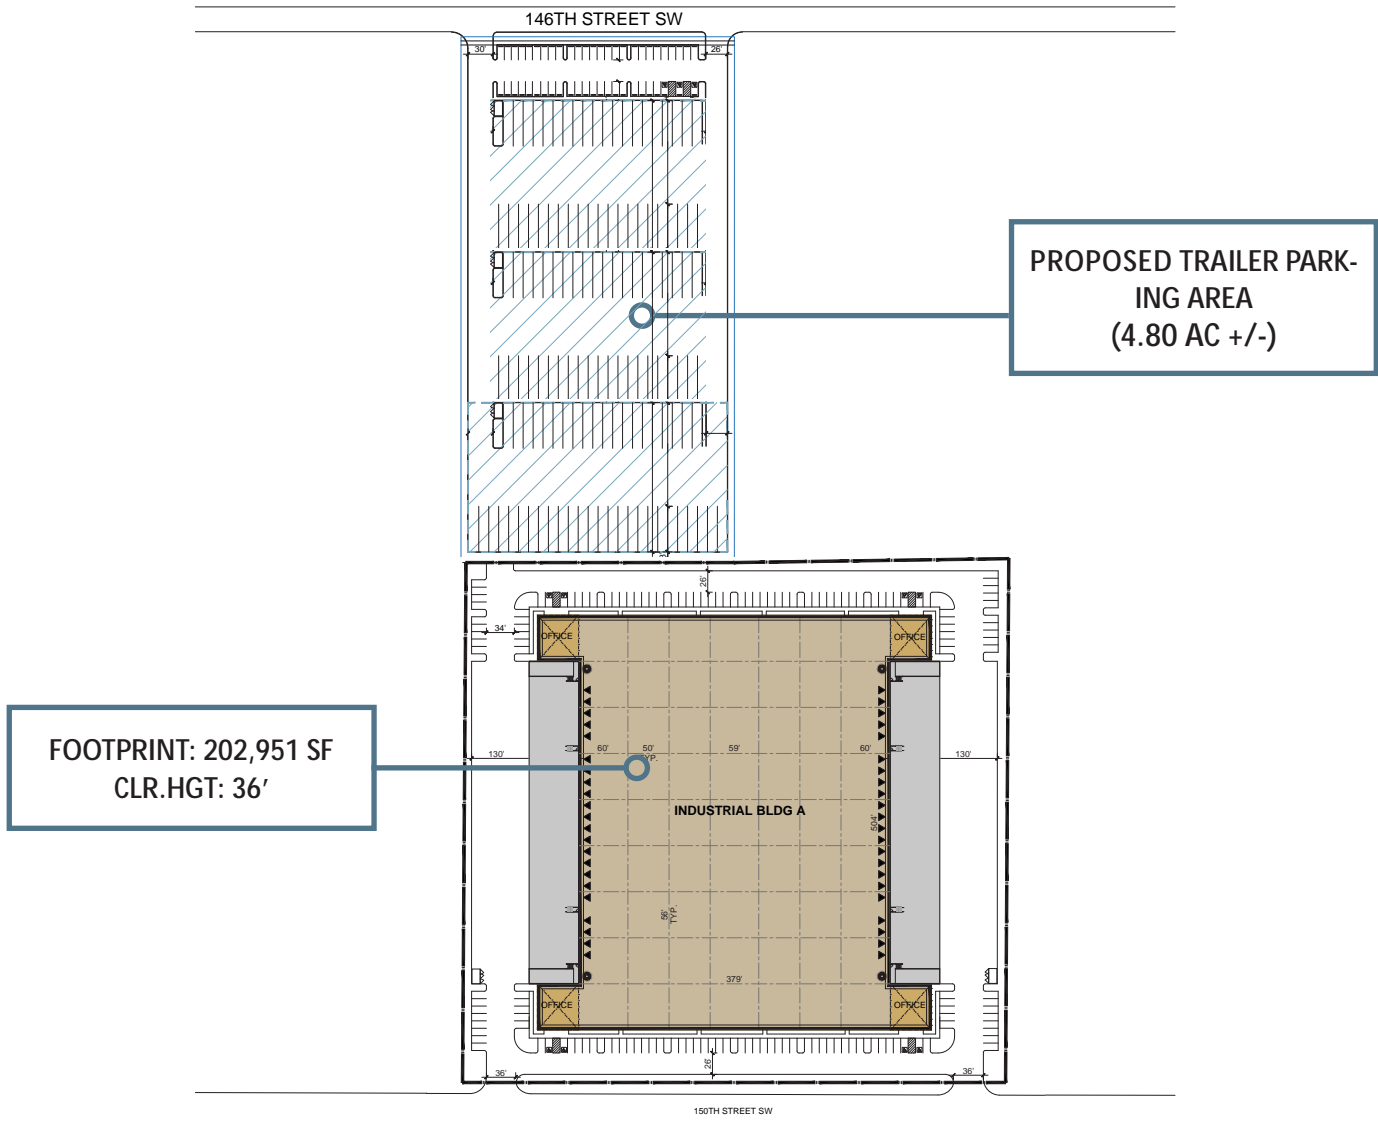 146TH STREET SW
30'
26'
PROPOSED TRAILER PARK-
ING AREA
(4.80 AC +/-)
26'
34'
OFFICE
OFFICE
FOOTPRINT: 202,951 SF
CLR.HGT: 36'
130'
60'
50'
TYP.
59'
60'
130'
INDUSTRIAL BLDG A
504'
56'
TYP.
379'
OFFICE
OFFICE
26'
36'
36'
150TH STREET SW